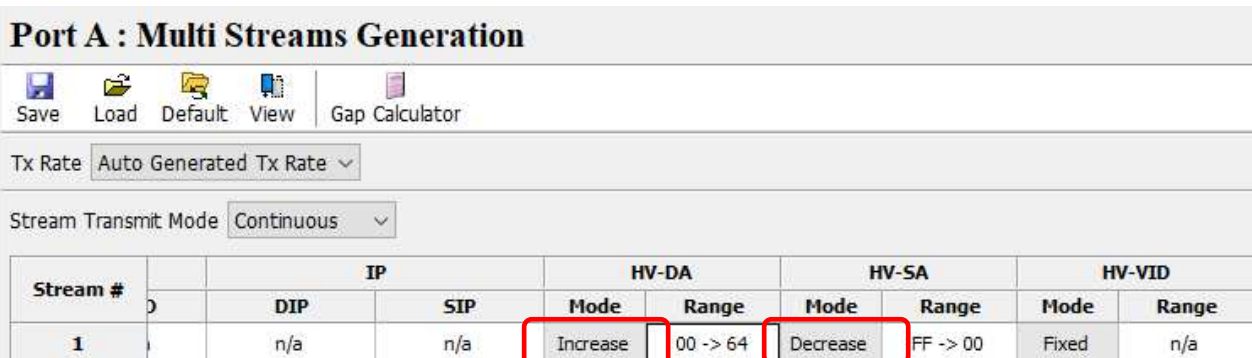 Port A : Multi Streams Generation
Save Load Default View Gap Calculator
Tx Rate Auto Generated Tx Rate
Stream Transmit Mode Continuous
Stream # IP HV-DA HV-SA HV-VID
DIP SIP Mode Range Mode Range Mode Range
1 n/a n/a Increase 00 -> 64 Decrease FF -> 00 Fixed n/a